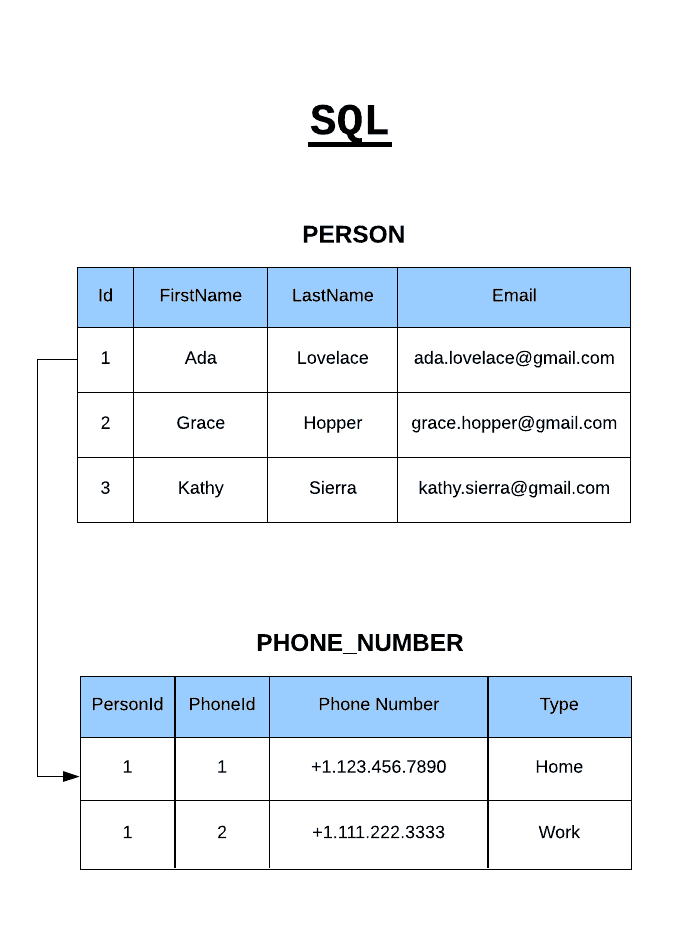 SQL
PERSON
Id FirstName LastName Email
1 Ada Lovelace ada.lovelace@gmail.com
2 Grace Hopper grace.hopper@gmail.com
3 Kathy Sierra kathy.sierra@gmail.com
PHONE_NUMBER
PersonId PhoneId Phone Number Type
1 1 +1.123.456.7890 Home
1 2 +1.111.222.3333 Work